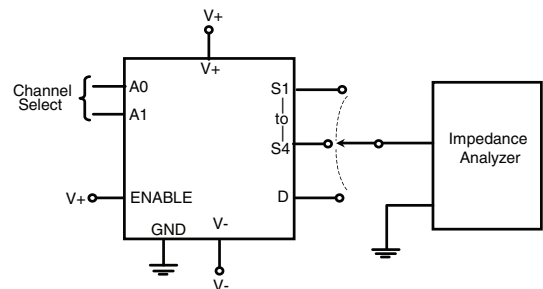 V+
V+
Channel
Select
A0
A1
S1
to
S4
Impedance
Analyzer
V+
ENABLE
D
GND
V-
V-